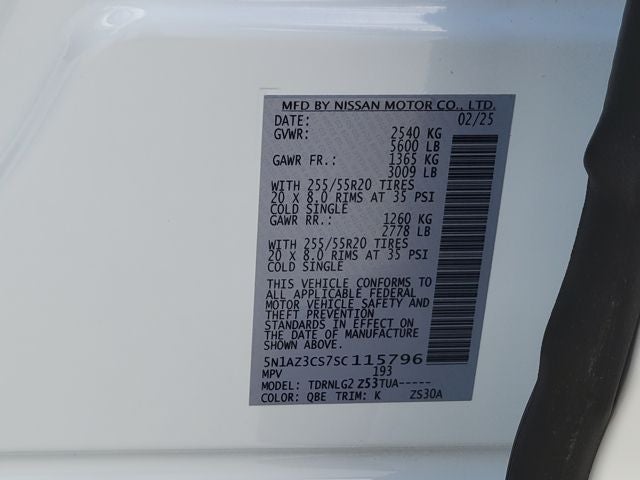 MFD BY NISSAN MOTOR CO., LTD.
DATE: 02/25
GVWR: 2540 KG
5600 LB
GAWR FR.: 1365 KG
3009 LB
WITH 255/55R20 TIRES
20 X 8.0 RIMS AT 35 PSI
COLD SINGLE
GAWR RR.: 1260 KG
2778 LB
WITH 255/55R20 TIRES
20 X 8.0 RIMS AT 35 PSI
COLD SINGLE
THIS VEHICLE CONFORMS TO
ALL APPLICABLE FEDERAL
MOTOR VEHICLE SAFETY AND
THEFT PREVENTION
STANDARDS IN EFFECT ON
THE DATE OF MANUFACTURE
SHOWN ABOVE
5N1AZ3CS7SC115796
MPV 193
MODEL: TDRNLG2 Z53TUA-----
COLOR: QBE TRIM: K ZS30A